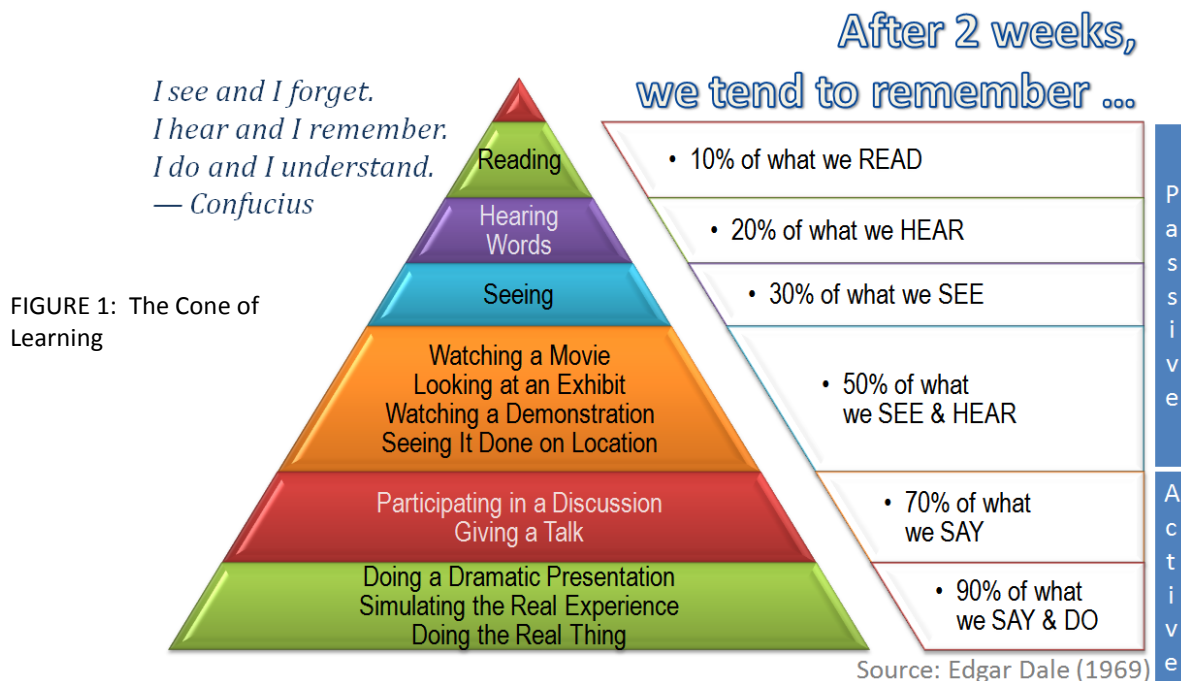 After 2 weeks,
we tend to remember ...
I see and I forget.
I hear and I remember.
I do and I understand.
— Confucius
FIGURE 1: The Cone of
Learning
Reading
Hearing
Words
Seeing
Watching a Movie
Looking at an Exhibit
Watching a Demonstration
Seeing It Done on Location
Participating in a Discussion
Giving a Talk
Doing a Dramatic Presentation
Simulating the Real Experience
Doing the Real Thing
• 10% of what we READ
• 20% of what we HEAR
• 30% of what we SEE
• 50% of what
we SEE & HEAR
• 70% of what
we SAY
• 90% of what
we SAY & DO
Passive
Active
Source: Edgar Dale (1969)